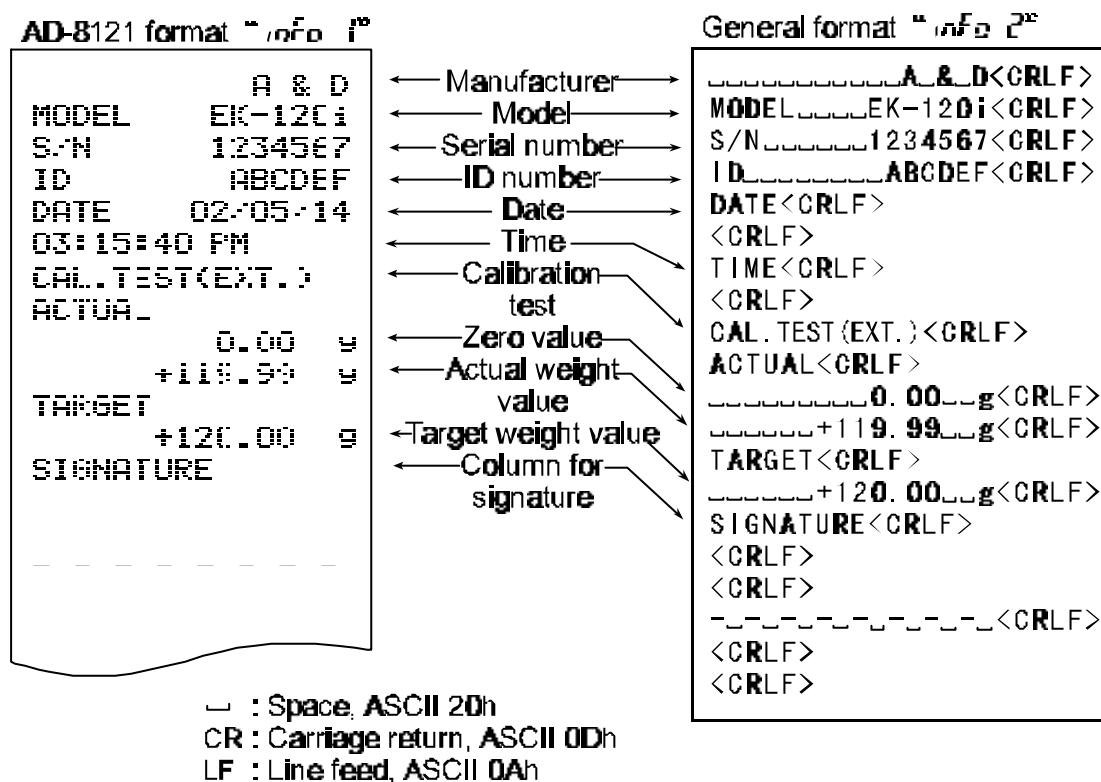 AD-8121 format "info 1"
A & D
MODEL EK-120i
S/N 1234567
ID ABCDEF
DATE 02/05/14
03:15:40 PM
CAL.TEST(EXT.)
ACTUAL
0.00 g
+119.99 g
TARGET
+120.00 g
SIGNATURE
- - - - - - - -
Manufacturer
Model
Serial number
ID number
Date
Time
Calibration
test
Zero value
Actual weight
value
Target weight value
Column for
signature
General format "info 2"
␣␣␣␣␣␣␣␣␣␣␣A␣&␣D<CRLF>
MODEL␣␣␣␣EK-120i<CRLF>
S/N␣␣␣␣␣␣1234567<CRLF>
ID␣␣␣␣␣␣␣␣ABCDEF<CRLF>
DATE<CRLF>
<CRLF>
TIME<CRLF>
<CRLF>
CAL.TEST(EXT.)<CRLF>
ACTUAL<CRLF>
␣␣␣␣␣␣␣␣␣0.00␣␣g<CRLF>
␣␣␣␣␣␣+119.99␣␣g<CRLF>
TARGET<CRLF>
␣␣␣␣␣␣+120.00␣␣g<CRLF>
SIGNATURE<CRLF>
<CRLF>
<CRLF>
-␣-␣-␣-␣-␣-␣-␣-␣<CRLF>
<CRLF>
<CRLF>
␣ : Space, ASCII 20h
CR : Carriage return, ASCII 0Dh
LF : Line feed, ASCII 0Ah